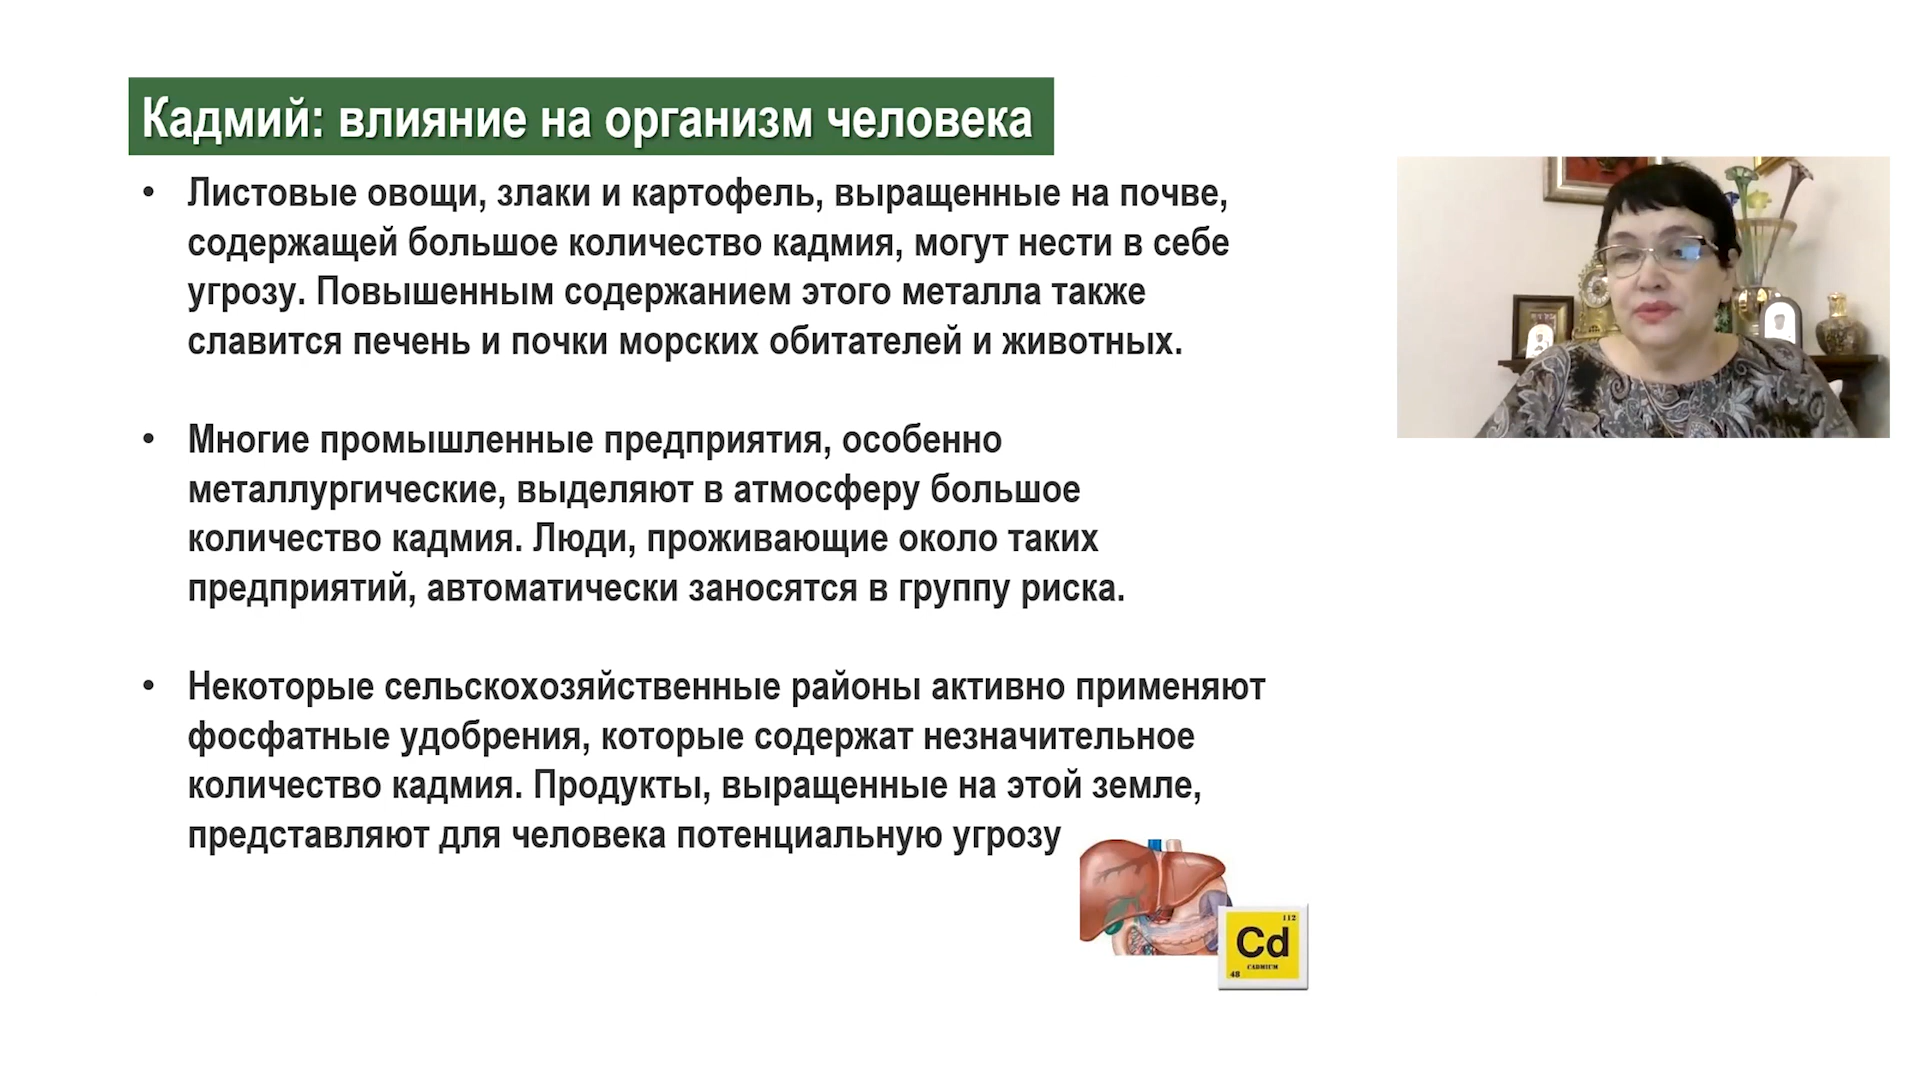 Кадмий: влияние на организм человека
• Листовые овощи, злаки и картофель, выращенные на почве,
содержащей большое количество кадмия, могут нести в себе
угрозу. Повышенным содержанием этого металла также
славится печень и почки морских обитателей и животных.
• Многие промышленные предприятия, особенно
металлургические, выделяют в атмосферу большое
количество кадмия. Люди, проживающие около таких
предприятий, автоматически заносятся в группу риска.
• Некоторые сельскохозяйственные районы активно применяют
фосфатные удобрения, которые содержат незначительное
количество кадмия. Продукты, выращенные на этой земле,
представляют для человека потенциальную угрозу
112
Cd
CADMIUM
48